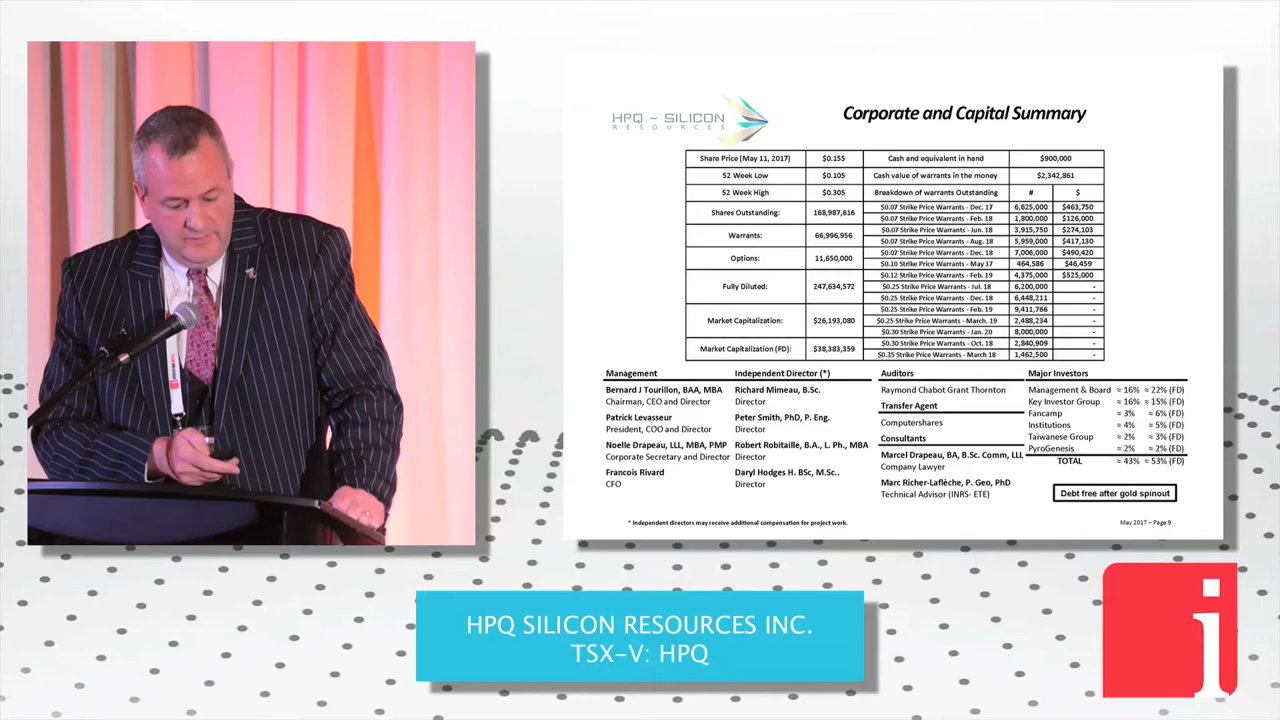 HPQ – SILICON
RESOURCES
Corporate and Capital Summary
Share Price (May 11, 2017) $0.155 Cash and equivalent in hand $900,000
52 Week Low $0.105 Cash value of warrants in the money $2,342,861
52 Week High $0.305 Breakdown of warrants Outstanding # $
Shares Outstanding: 168,987,616
$0.07 Strike Price Warrants - Dec. 17 6,625,000 $463,750
$0.07 Strike Price Warrants - Feb. 18 1,800,000 $126,000
Warrants: 66,996,956
$0.07 Strike Price Warrants - Jun. 18 3,915,750 $274,103
$0.07 Strike Price Warrants - Aug. 18 5,959,000 $417,130
Options: 11,650,000
$0.07 Strike Price Warrants - Dec. 18 7,006,000 $490,420
$0.10 Strike Price Warrants - May 17 464,586 $46,459
Fully Diluted: 247,634,572
$0.12 Strike Price Warrants - Feb. 19 4,375,000 $525,000
$0.25 Strike Price Warrants - Jul. 18 6,200,000 -
$0.25 Strike Price Warrants - Dec. 18 6,448,211 -
Market Capitalization: $26,193,080
$0.25 Strike Price Warrants - Feb. 19 9,411,766 -
$0.25 Strike Price Warrants - March. 19 2,488,234 -
$0.30 Strike Price Warrants - Jan. 20 8,000,000 -
Market Capitalization (FD): $38,383,359
$0.30 Strike Price Warrants - Oct. 18 2,840,909 -
$0.35 Strike Price Warrants - March 18 1,462,500 -
Management
Bernard J Tourillon, BAA, MBA
Chairman, CEO and Director
Patrick Levasseur
President, COO and Director
Noelle Drapeau, LLL, MBA, PMP
Corporate Secretary and Director
Francois Rivard
CFO
Independent Director (*)
Richard Mimeau, B.Sc.
Director
Peter Smith, PhD, P. Eng.
Director
Robert Robitaille, B.A., L. Ph., MBA
Director
Daryl Hodges H. BSc, M.Sc..
Director
Auditors
Raymond Chabot Grant Thornton
Transfer Agent
Computershares
Consultants
Marcel Drapeau, BA, B.Sc. Comm, LLL
Company Lawyer
Marc Richer-Laflèche, P. Geo, PhD
Technical Advisor (INRS- ETE)
Major Investors
Management & Board ≈ 16% ≈ 22% (FD)
Key Investor Group ≈ 16% ≈ 15% (FD)
Fancamp ≈ 3% ≈ 6% (FD)
Institutions ≈ 4% ≈ 5% (FD)
Taiwanese Group ≈ 2% ≈ 3% (FD)
PyroGenesis ≈ 2% ≈ 2% (FD)
TOTAL ≈ 43% ≈ 53% (FD)
Debt free after gold spinout
* Independent directors may receive additional compensation for project work.
May 2017 – Page 9
HPQ SILICON RESOURCES INC.
TSX-V: HPQ
i